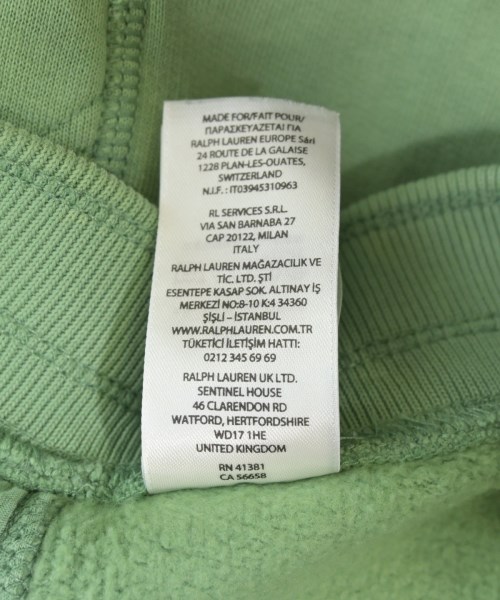 MADE FOR/FAIT POUR/
ΠΑΡΑΣΚΕΥΑΖΕΤΑΙ ΓΙΑ
RALPH LAUREN EUROPE Sàrl
24 ROUTE DE LA GALAISE
1228 PLAN-LES-OUATES,
SWITZERLAND
N.I.F. : IT03945310963
RL SERVICES S.R.L.
VIA SAN BARNABA 27
CAP 20122, MILAN
ITALY
RALPH LAUREN MAĞAZACILIK VE
TİC. LTD. ŞTİ
ESENTEPE KASAP SOK. ALTINAY İŞ
MERKEZİ NO:8-10 K:4 34360
ŞİŞLİ – İSTANBUL
WWW.RALPHLAUREN.COM.TR
TÜKETİCİ İLETİŞİM HATTI:
0212 345 69 69
RALPH LAUREN UK LTD.
SENTINEL HOUSE
46 CLARENDON RD
WATFORD, HERTFORDSHIRE
WD17 1HE
UNITED KINGDOM
RN 41381
CA 56658